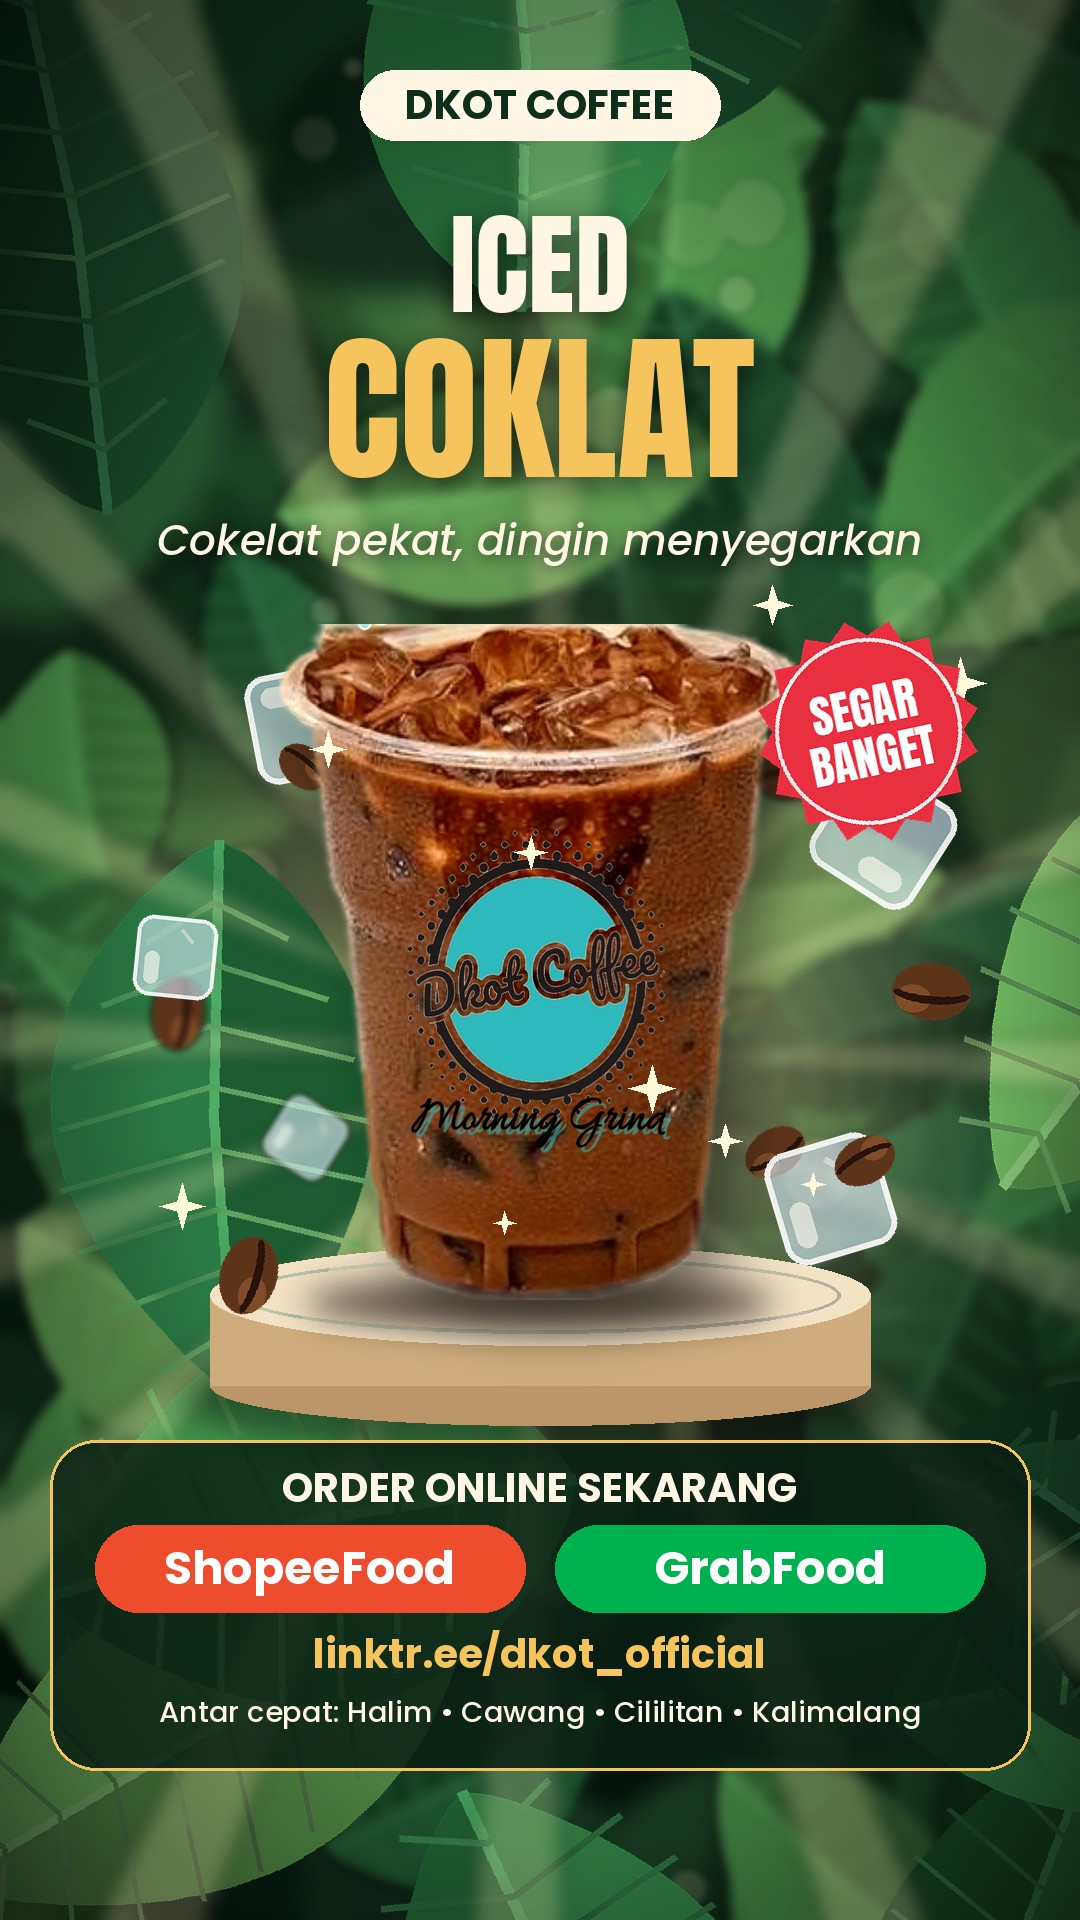 DKOT COFFEE
ICED
COKLAT
Cokelat pekat, dingin menyegarkan
SEGAR
BANGET
Dkot Coffee
Morning Grind
ORDER ONLINE SEKARANG
ShopeeFood
GrabFood
linktr.ee/dkot_official
Antar cepat: Halim • Cawang • Cililitan • Kalimalang